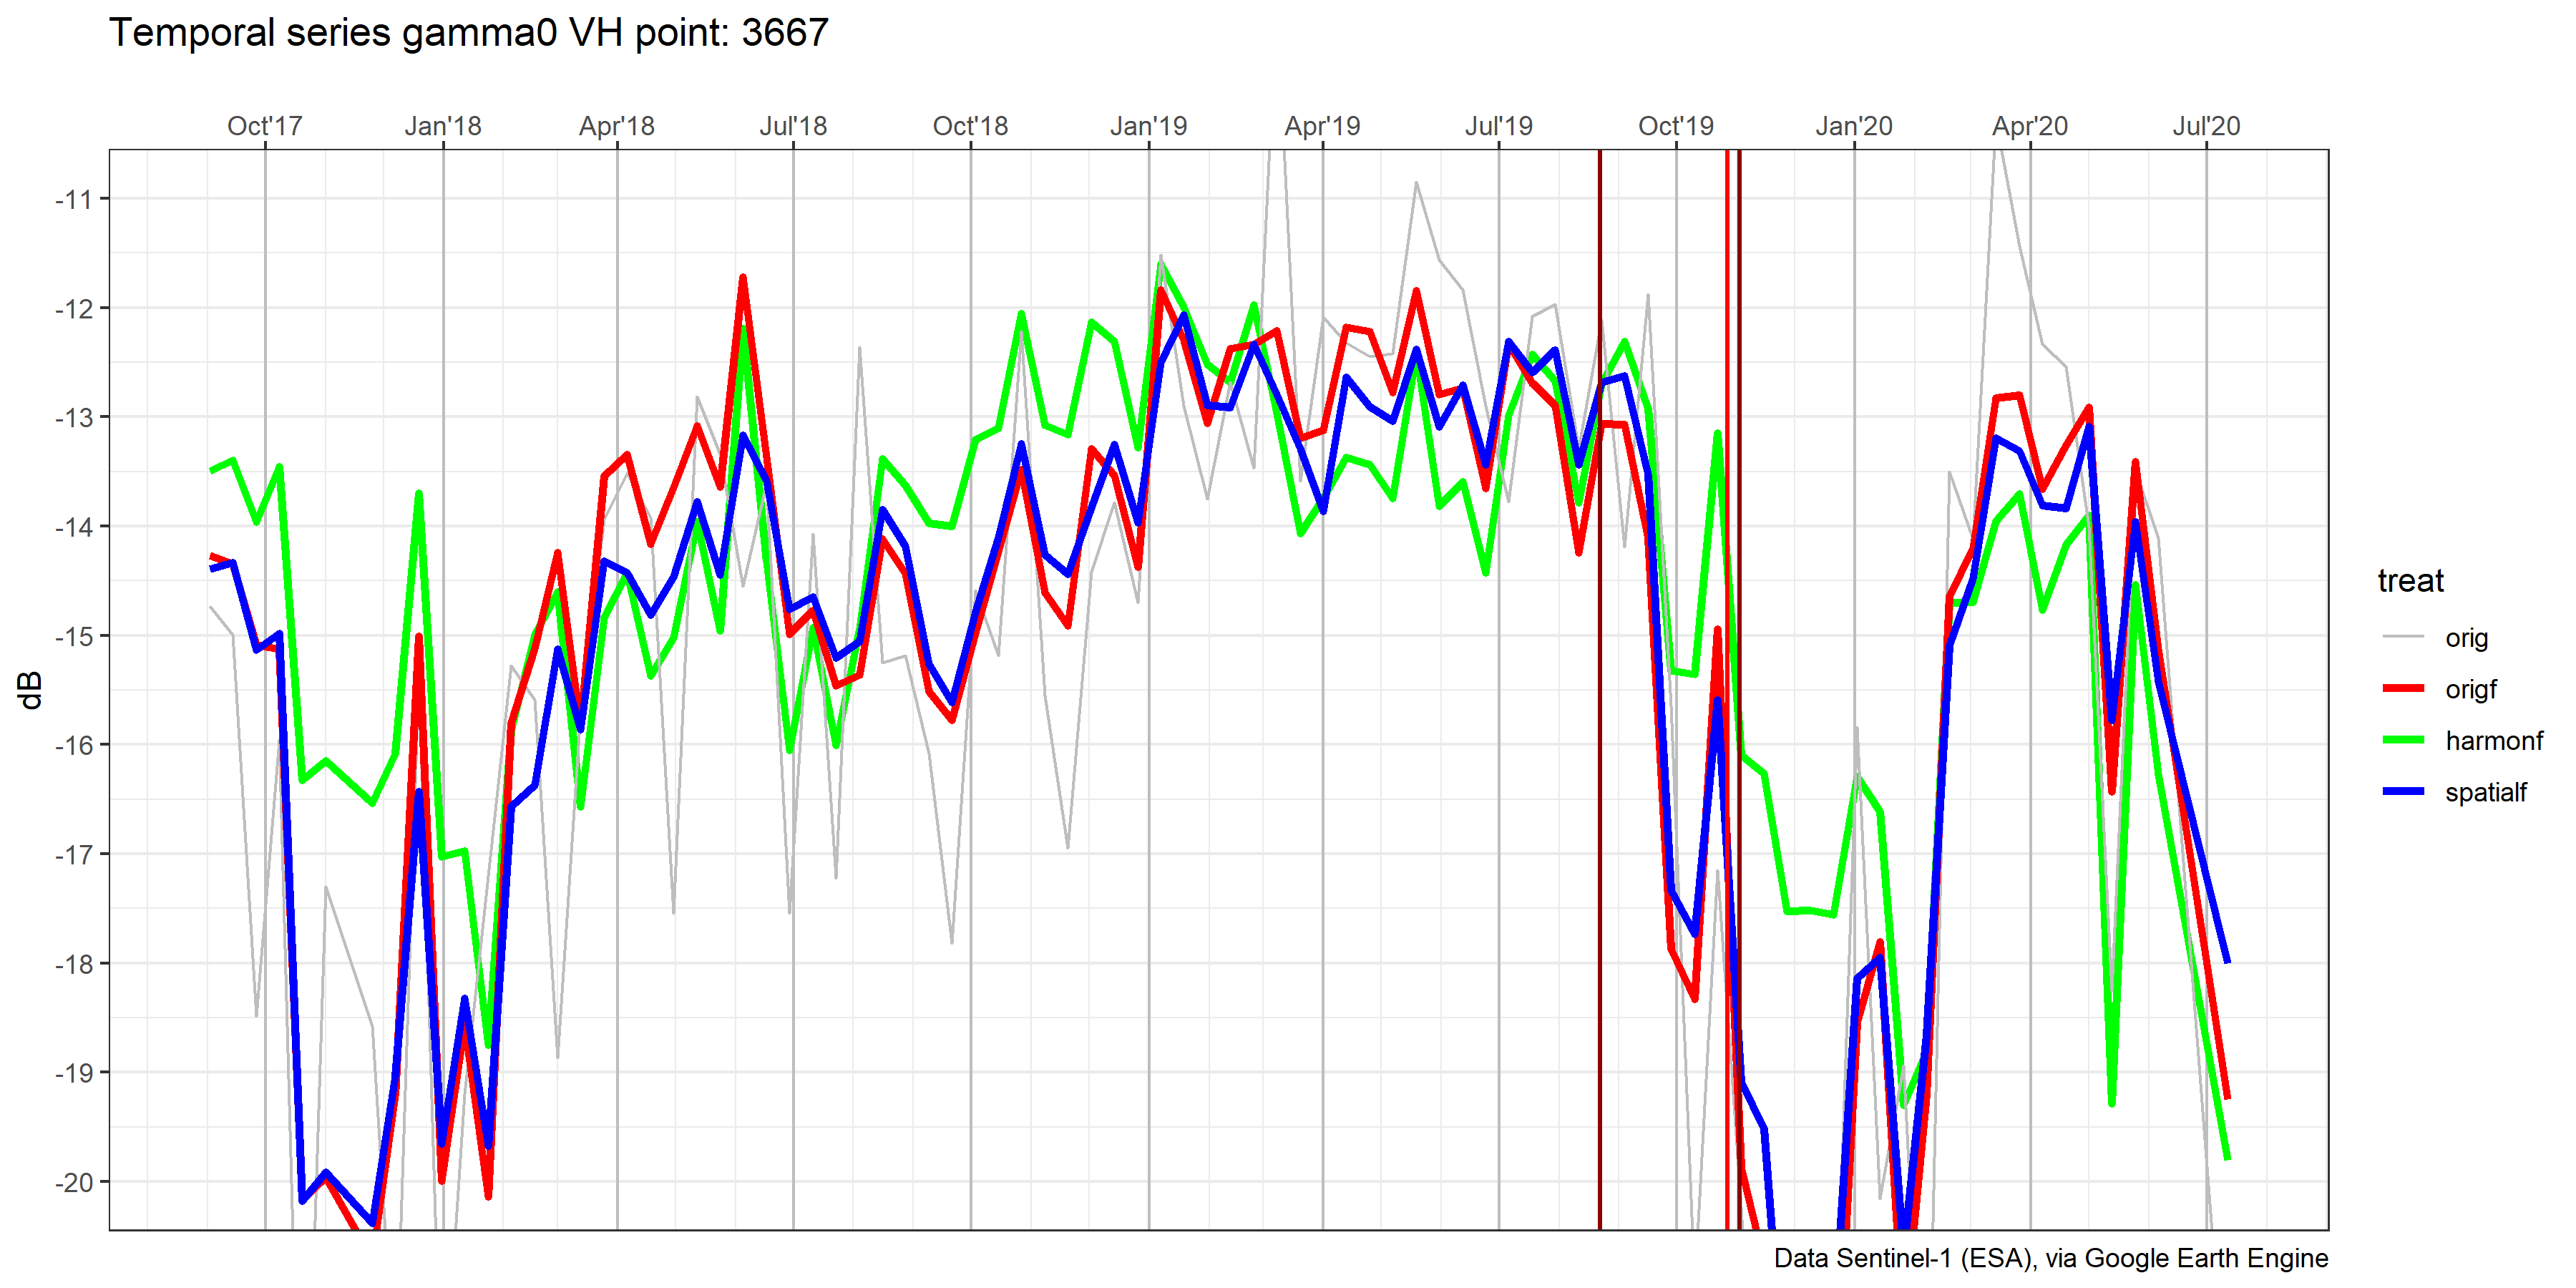 Temporal series gamma0 VH point: 3667
Oct'17 Jan'18 Apr'18 Jul'18 Oct'18 Jan'19 Apr'19 Jul'19 Oct'19 Jan'20 Apr'20 Jul'20
-11
-12
-13
-14
-15
-16
-17
-18
-19
-20
dB
treat
orig
origf
harmonf
spatialf
Data Sentinel-1 (ESA), via Google Earth Engine